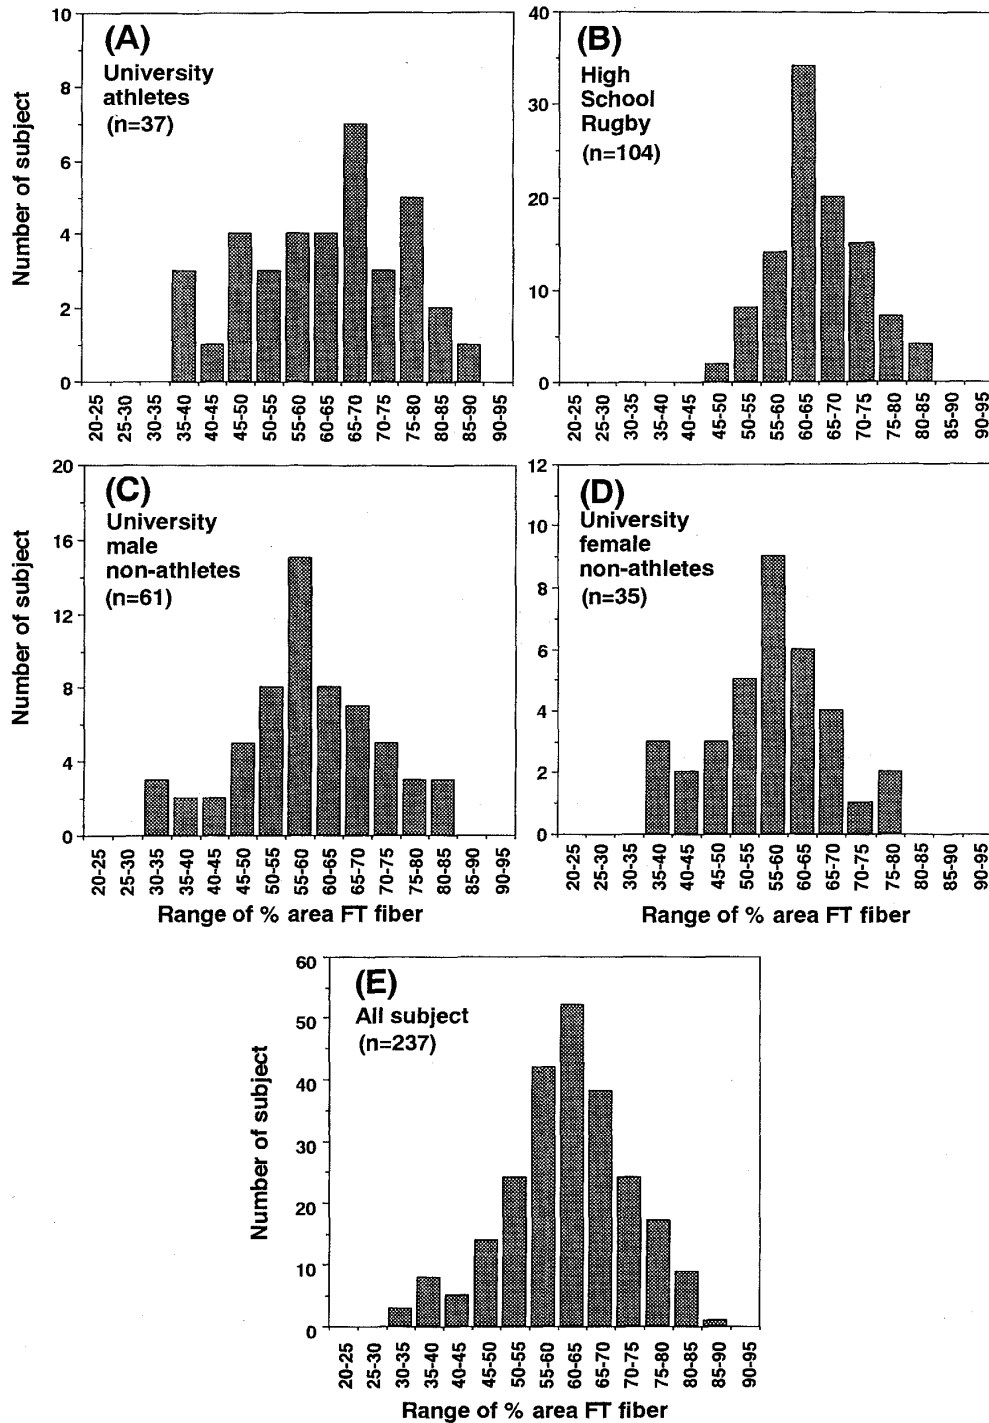 (A)
University
athletes
(n=37)
Number of subject
10
8
6
4
2
0
20-25 25-30 30-35 35-40 40-45 45-50 50-55 55-60 60-65 65-70 70-75 75-80 80-85 85-90 90-95
(B)
High
School
Rugby
(n=104)
40
30
20
10
0
20-25 25-30 30-35 35-40 40-45 45-50 50-55 55-60 60-65 65-70 70-75 75-80 80-85 85-90 90-95
(C)
University
male
non-athletes
(n=61)
Number of subject
20
16
12
8
4
0
20-25 25-30 30-35 35-40 40-45 45-50 50-55 55-60 60-65 65-70 70-75 75-80 80-85 85-90 90-95
Range of % area FT fiber
(D)
University
female
non-athletes
(n=35)
12
10
8
6
4
2
0
20-25 25-30 30-35 35-40 40-45 45-50 50-55 55-60 60-65 65-70 70-75 75-80 80-85 85-90 90-95
Range of % area FT fiber
(E)
All subject
(n=237)
Number of subject
60
50
40
30
20
10
0
20-25 25-30 30-35 35-40 40-45 45-50 50-55 55-60 60-65 65-70 70-75 75-80 80-85 85-90 90-95
Range of % area FT fiber